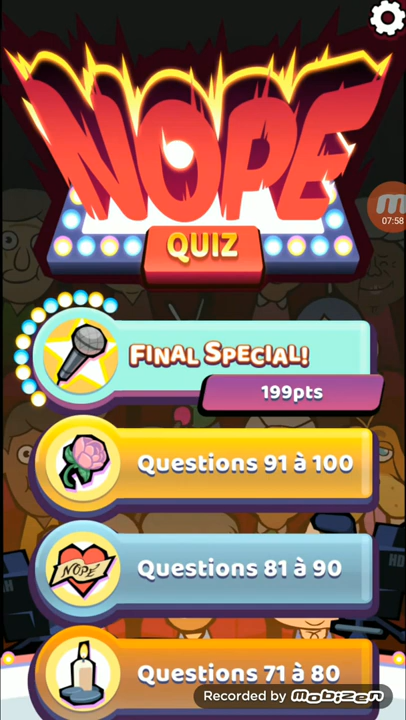 NOPE
QUIZ
07:58
FINAL SPECIAL!
199pts
Questions 91 à 100
NOPE
Questions 81 à 90
HD
Questions 71 à 80
Recorded by mobizen